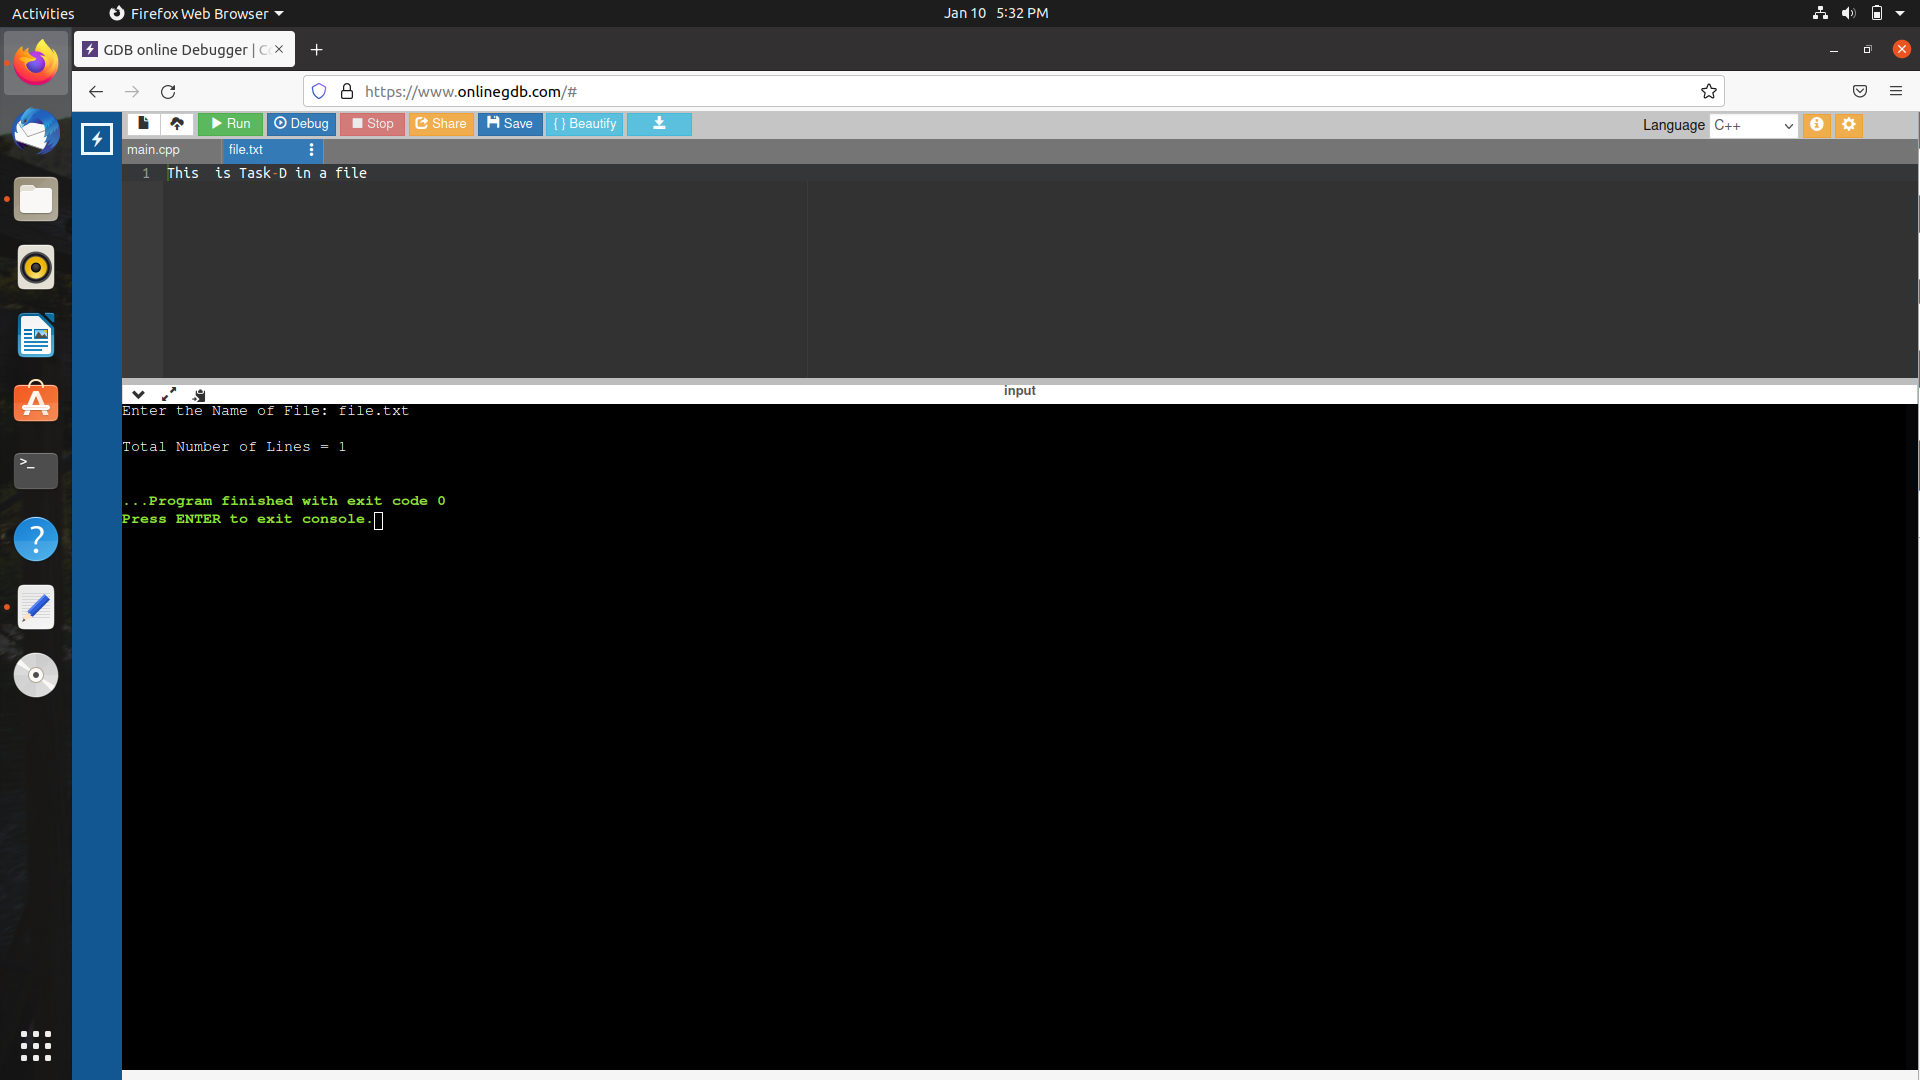 Activities
Firefox Web Browser
Jan 10 5:32 PM
GDB online Debugger |
https://www.onlinegdb.com/#
Run
Debug
Stop
Share
Save
{ } Beautify
Language
C++
main.cpp
file.txt
1
This  is Task-D in a file
input
Enter the Name of File: file.txt
Total Number of Lines = 1
...Program finished with exit code 0
Press ENTER to exit console.